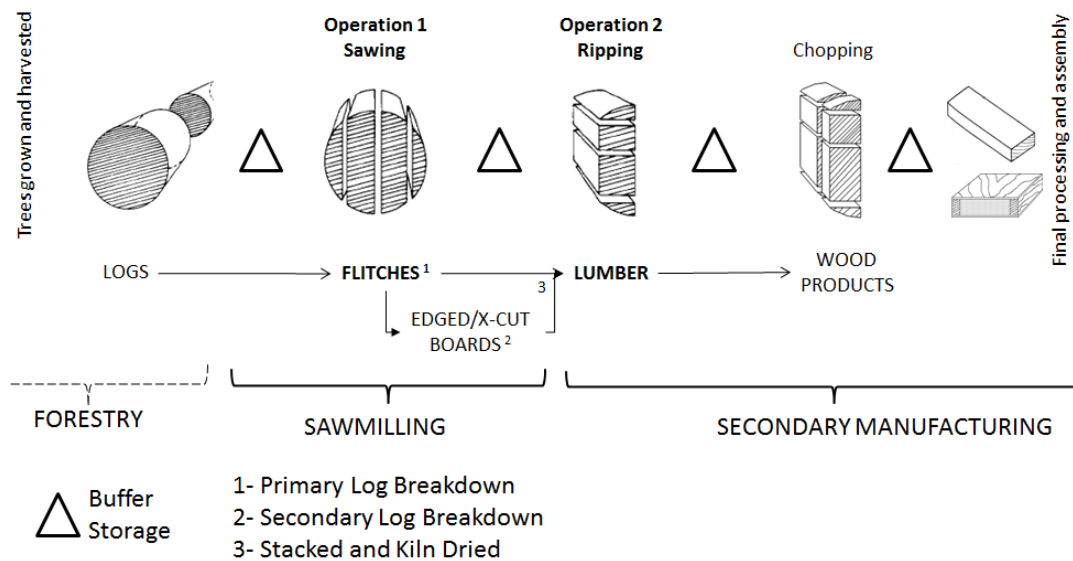 Trees grown and harvested
Operation 1
Sawing
Operation 2
Ripping
Chopping
Final processing and assembly
LOGS
FLITCHES 1
3
LUMBER
WOOD
PRODUCTS
EDGED/X-CUT
BOARDS 2
FORESTRY
SAWMILLING
SECONDARY MANUFACTURING
Buffer
Storage
1- Primary Log Breakdown
2- Secondary Log Breakdown
3- Stacked and Kiln Dried